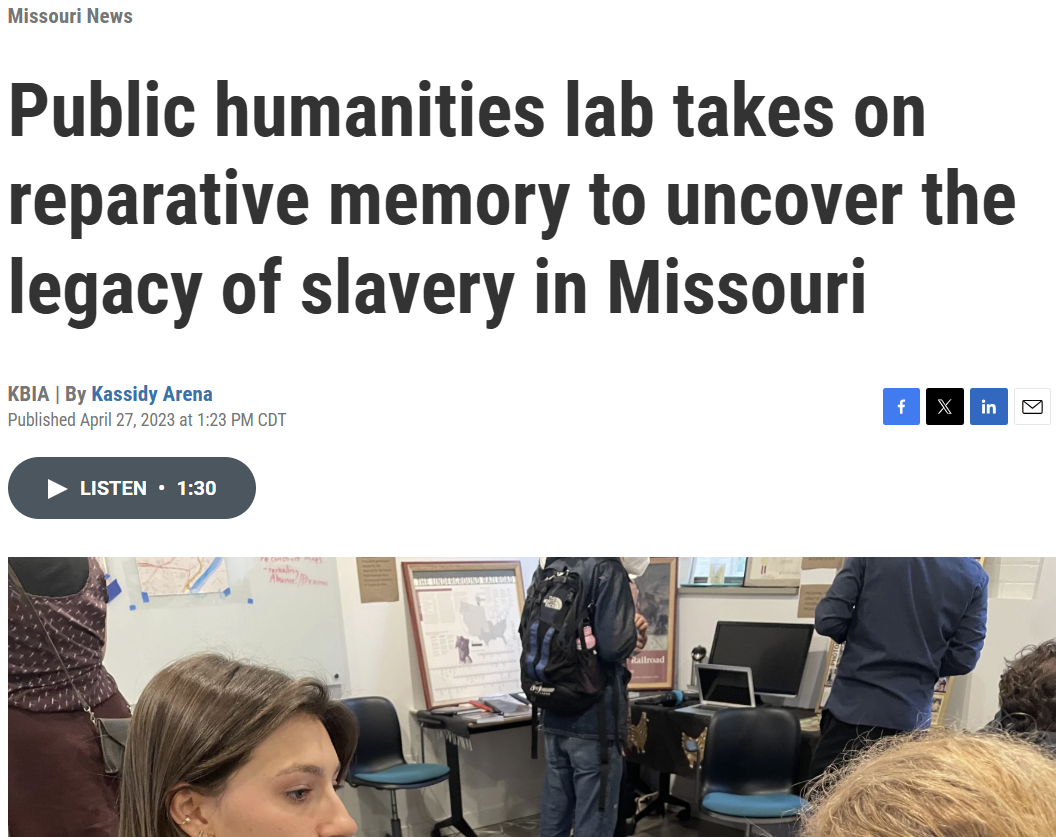 Missouri News
Public humanities lab takes on
reparative memory to uncover the
legacy of slavery in Missouri
KBIA | By Kassidy Arena
Published April 27, 2023 at 1:23 PM CDT
LISTEN • 1:30
THE UNDERGROUND RAILROAD
Railroad